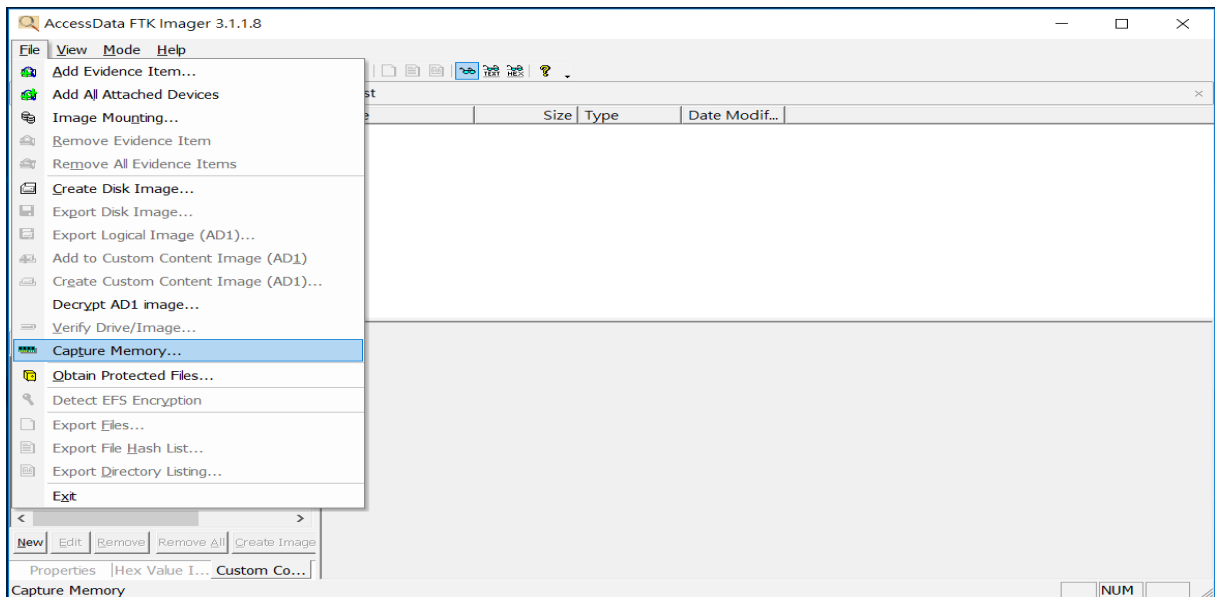 AccessData FTK Imager 3.1.1.8
File View Mode Help
Add Evidence Item...
Add All Attached Devices
st
Image Mounting...
Size Type Date Modif...
Remove Evidence Item
Remove All Evidence Items
Create Disk Image...
Export Disk Image...
Export Logical Image (AD1)...
Add to Custom Content Image (AD1)
Create Custom Content Image (AD1)...
Decrypt AD1 image...
Verify Drive/Image...
Capture Memory...
Obtain Protected Files...
Detect EFS Encryption
Export Files...
Export File Hash List...
Export Directory Listing...
Exit
New Edit Remove Remove All Create Image
Properties Hex Value I... Custom Co...
Capture Memory NUM